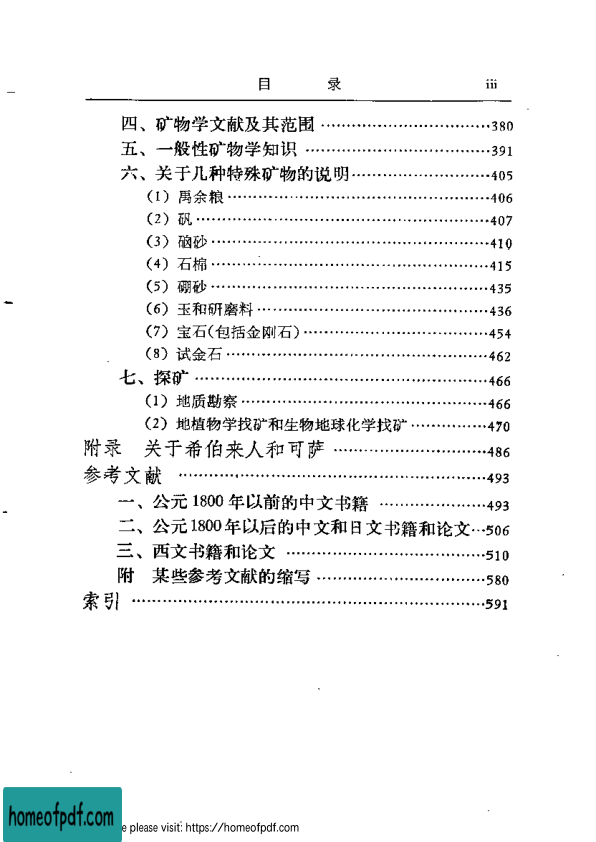 目 录 iii
四、矿物学文献及其范围 ································380
五、一般性矿物学知识 ································391
六、关于几种特殊矿物的说明························405
(1) 禹余粮············································406
(2) 矾················································407
(3) 硇砂··············································410
(4) 石棉··············································415
(5) 硼砂··············································435
(6) 玉和研磨料········································436
(7) 宝石(包括金刚石)··································454
(8) 试金石············································462
七、探矿 ················································466
(1) 地质勘察··········································466
(2) 地植物学找矿和生物地球化学找矿··············470
附录 关于希伯来人和可萨 ··························486
参考文献 ················································493
一、公元1800年以前的中文书籍 ··················493
二、公元1800年以后的中文和日文书籍和论文···506
三、西文书籍和论文 ································510
附 某些参考文献的缩写 ····························580
索引 ····················································591
homeofpdf.com
e please visit: https://homeofpdf.com